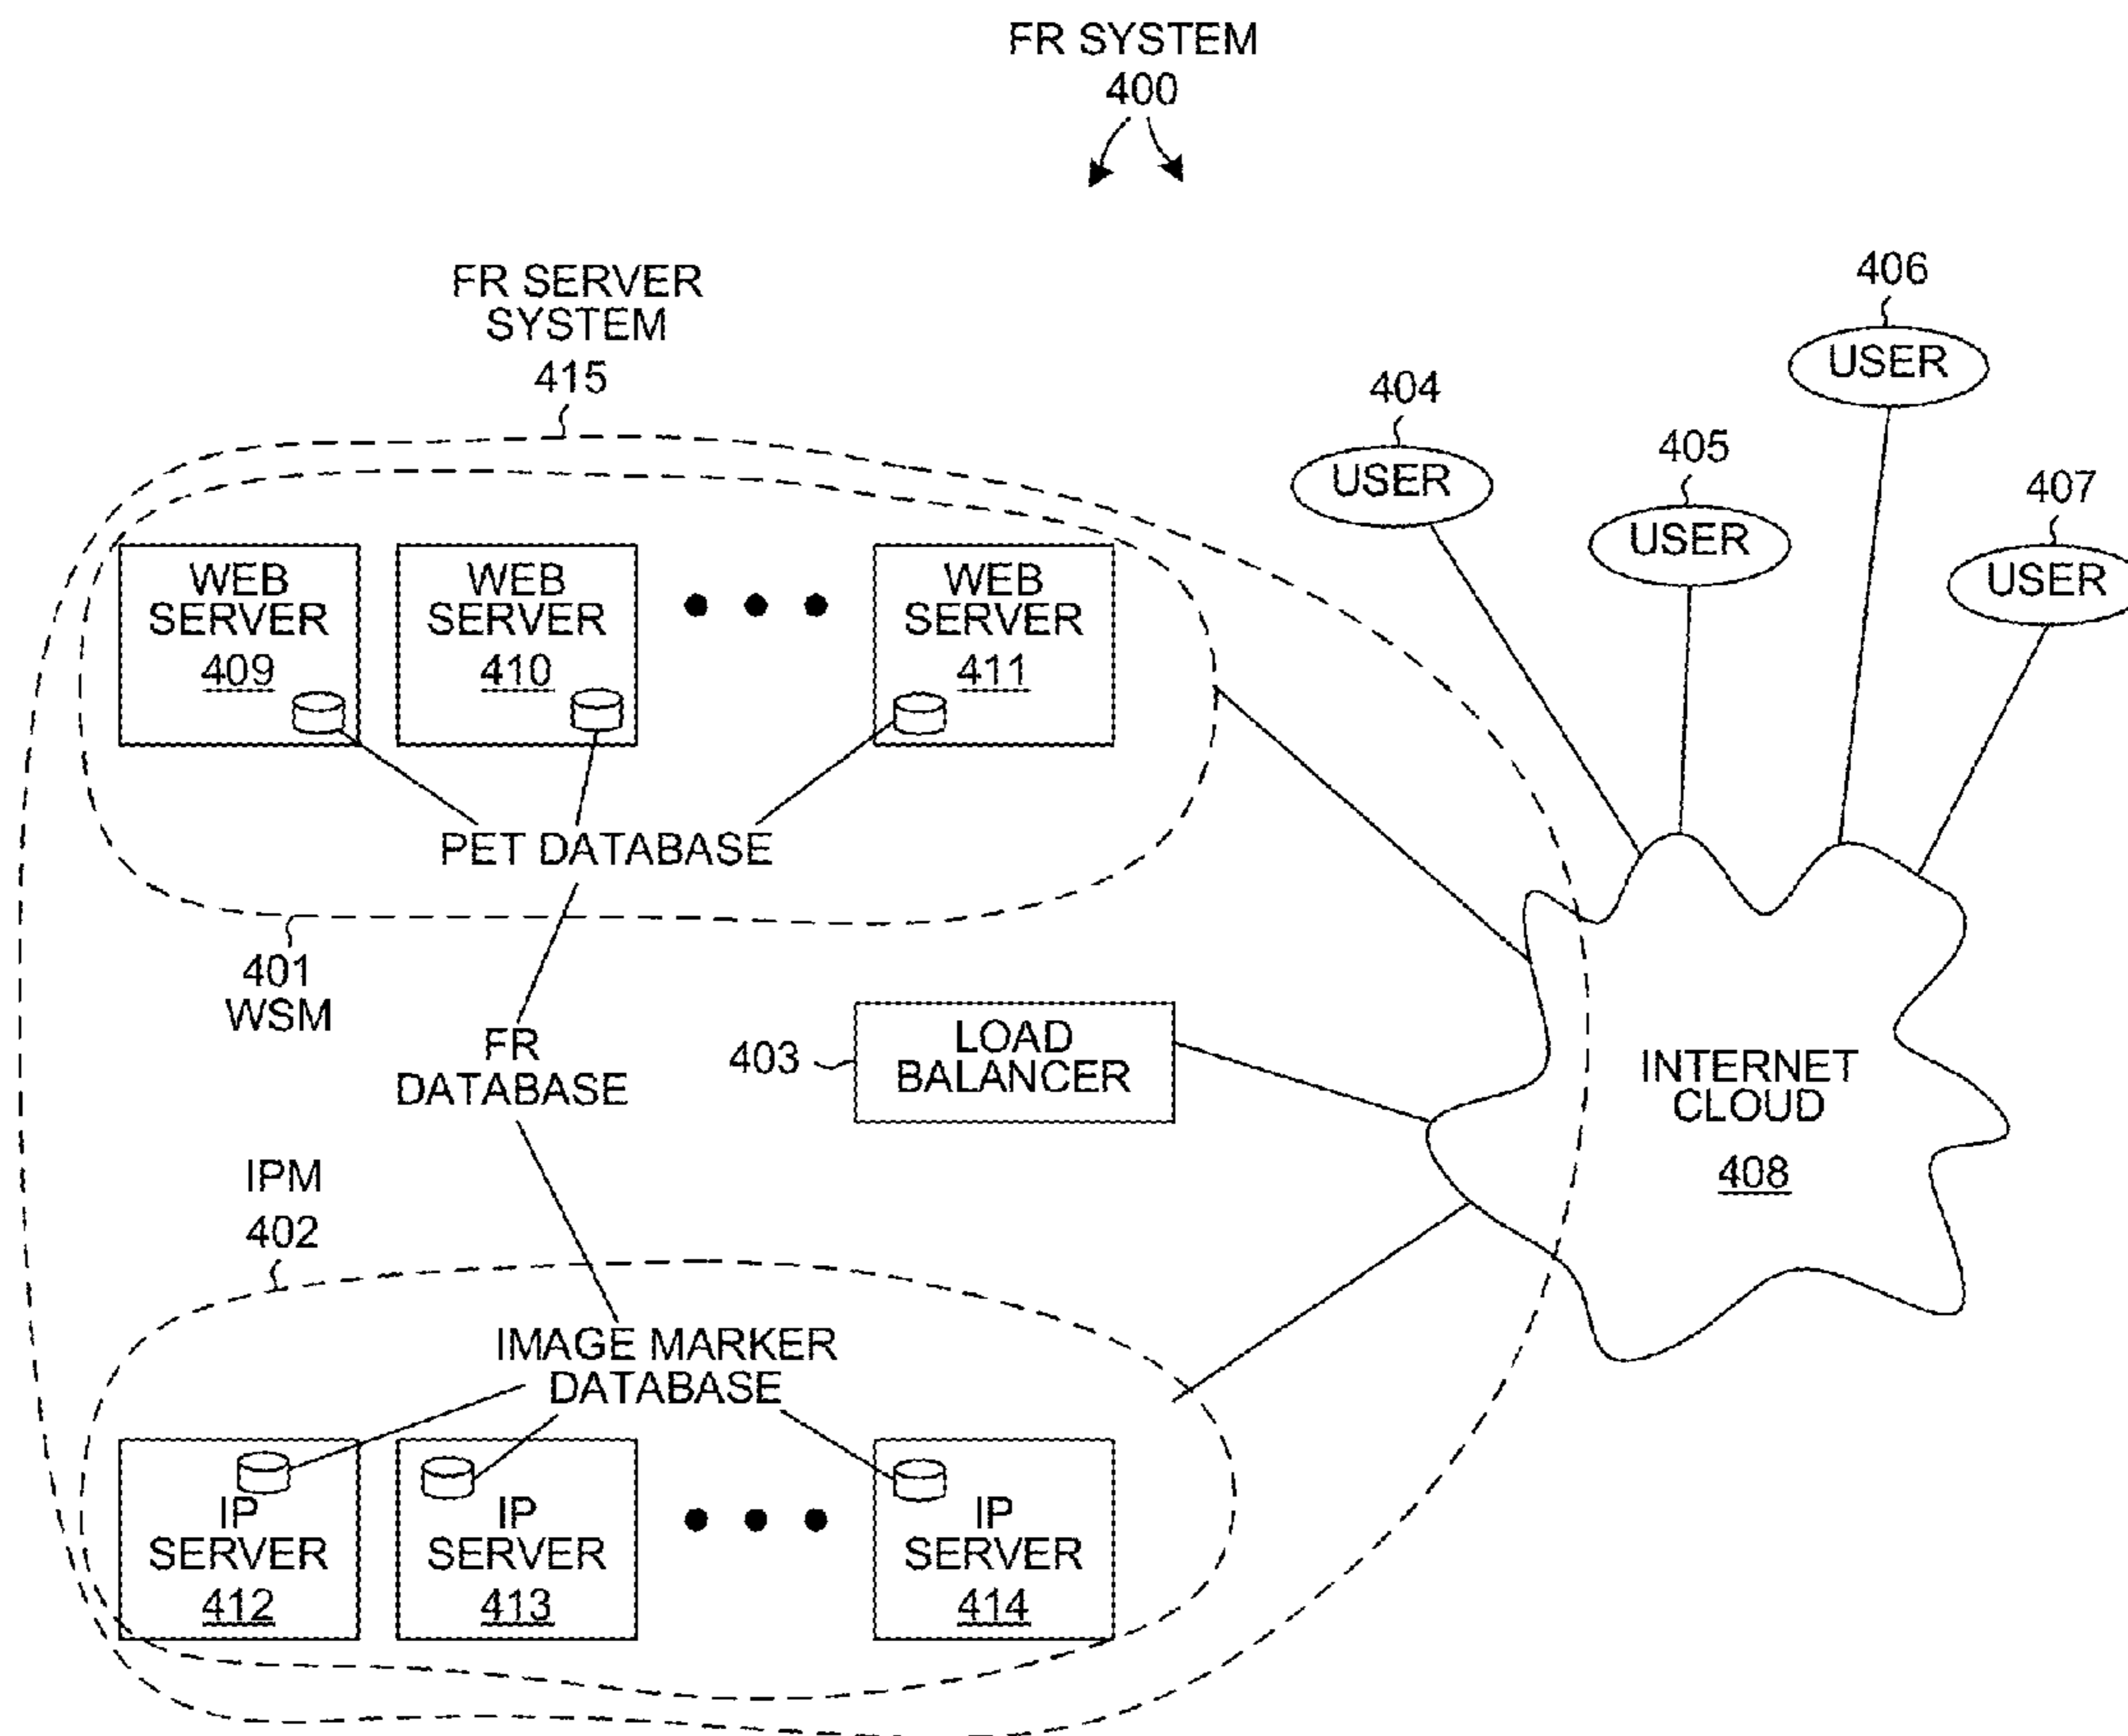 FR SYSTEM
400
FR SERVER
SYSTEM
415
406
USER
404
USER
405
USER
407
USER
WEB
SERVER
409
WEB
SERVER
410
WEB
SERVER
411
PET DATABASE
401
WSM
FR
DATABASE
403
LOAD
BALANCER
INTERNET
CLOUD
408
IPM
402
IMAGE MARKER
DATABASE
IP
SERVER
412
IP
SERVER
413
IP
SERVER
414